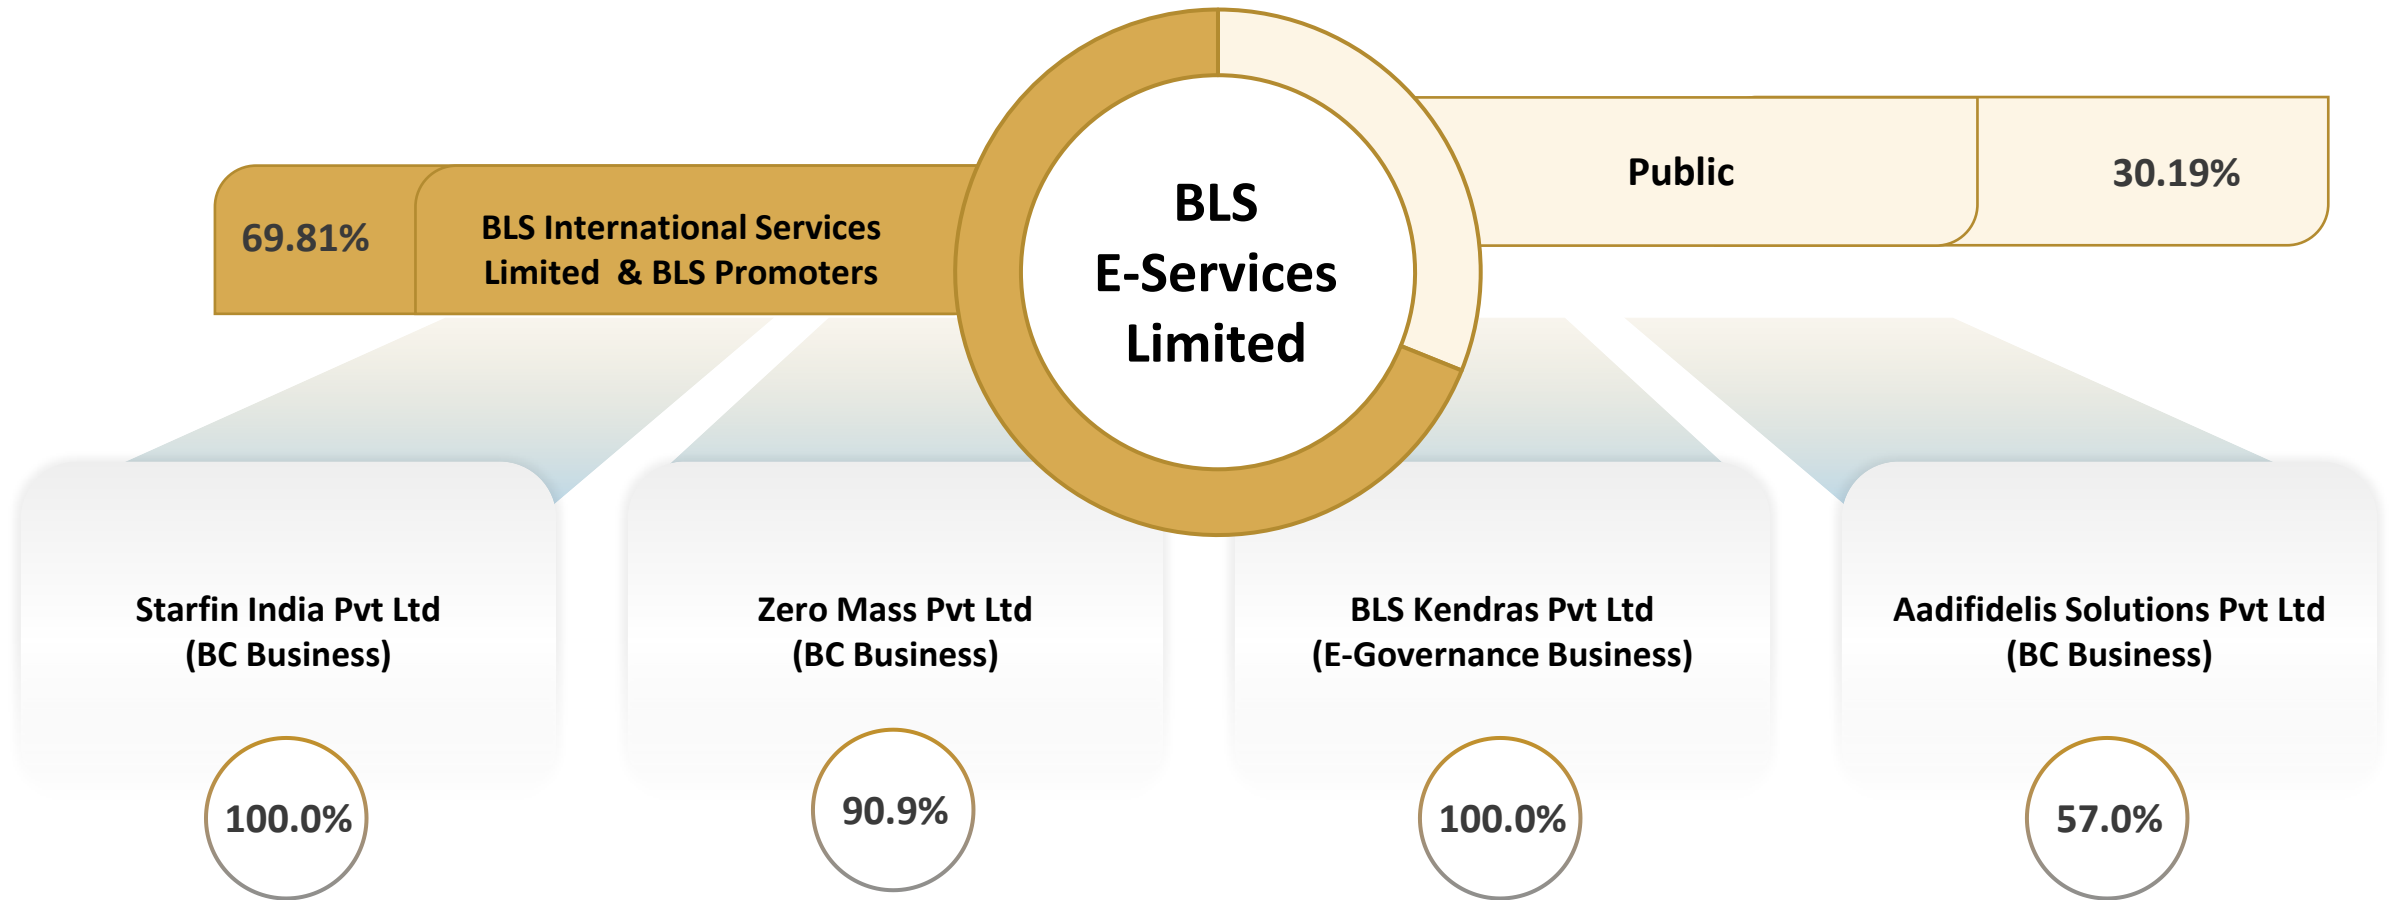 BLS
E-Services
Limited
69.81%
BLS International Services
Limited & BLS Promoters
Public
30.19%
Starfin India Pvt Ltd
(BC Business)
100.0%
Zero Mass Pvt Ltd
(BC Business)
90.9%
BLS Kendras Pvt Ltd
(E-Governance Business)
100.0%
Aadifidelis Solutions Pvt Ltd
(BC Business)
57.0%